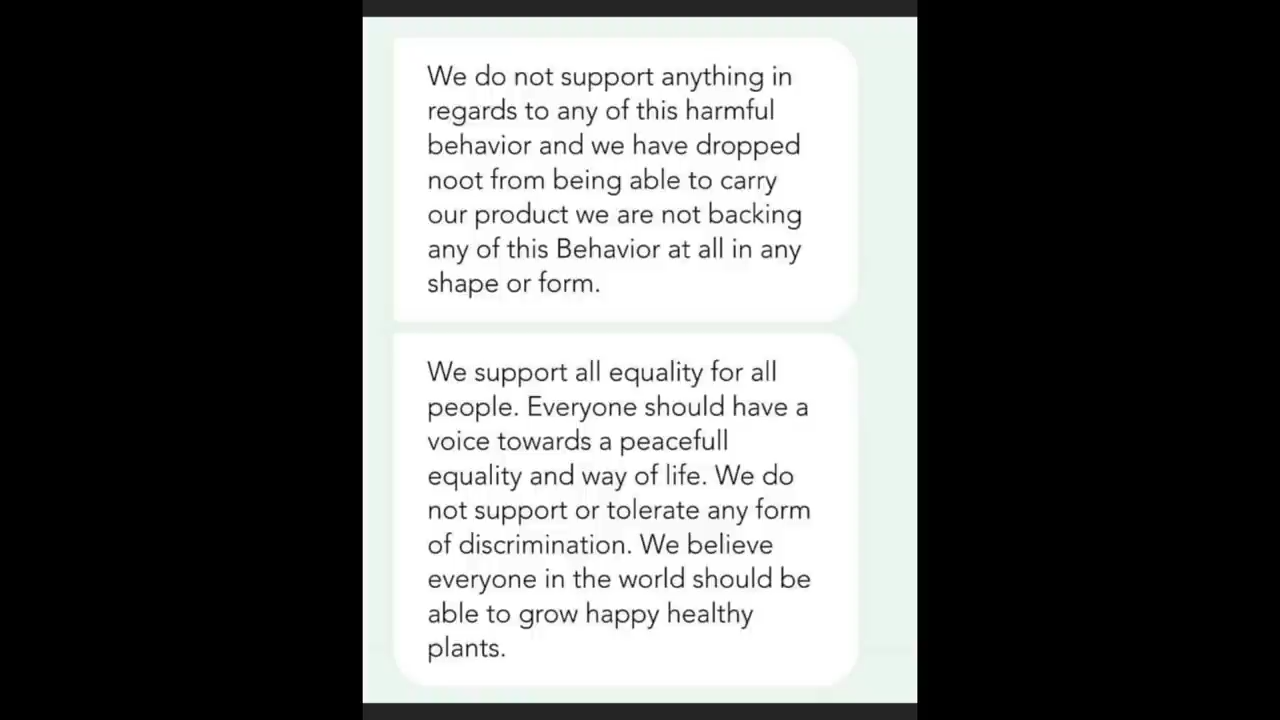 We do not support anything in
regards to any of this harmful
behavior and we have dropped
noot from being able to carry
our product we are not backing
any of this Behavior at all in any
shape or form.
We support all equality for all
people. Everyone should have a
voice towards a peacefull
equality and way of life. We do
not support or tolerate any form
of discrimination. We believe
everyone in the world should be
able to grow happy healthy
plants.